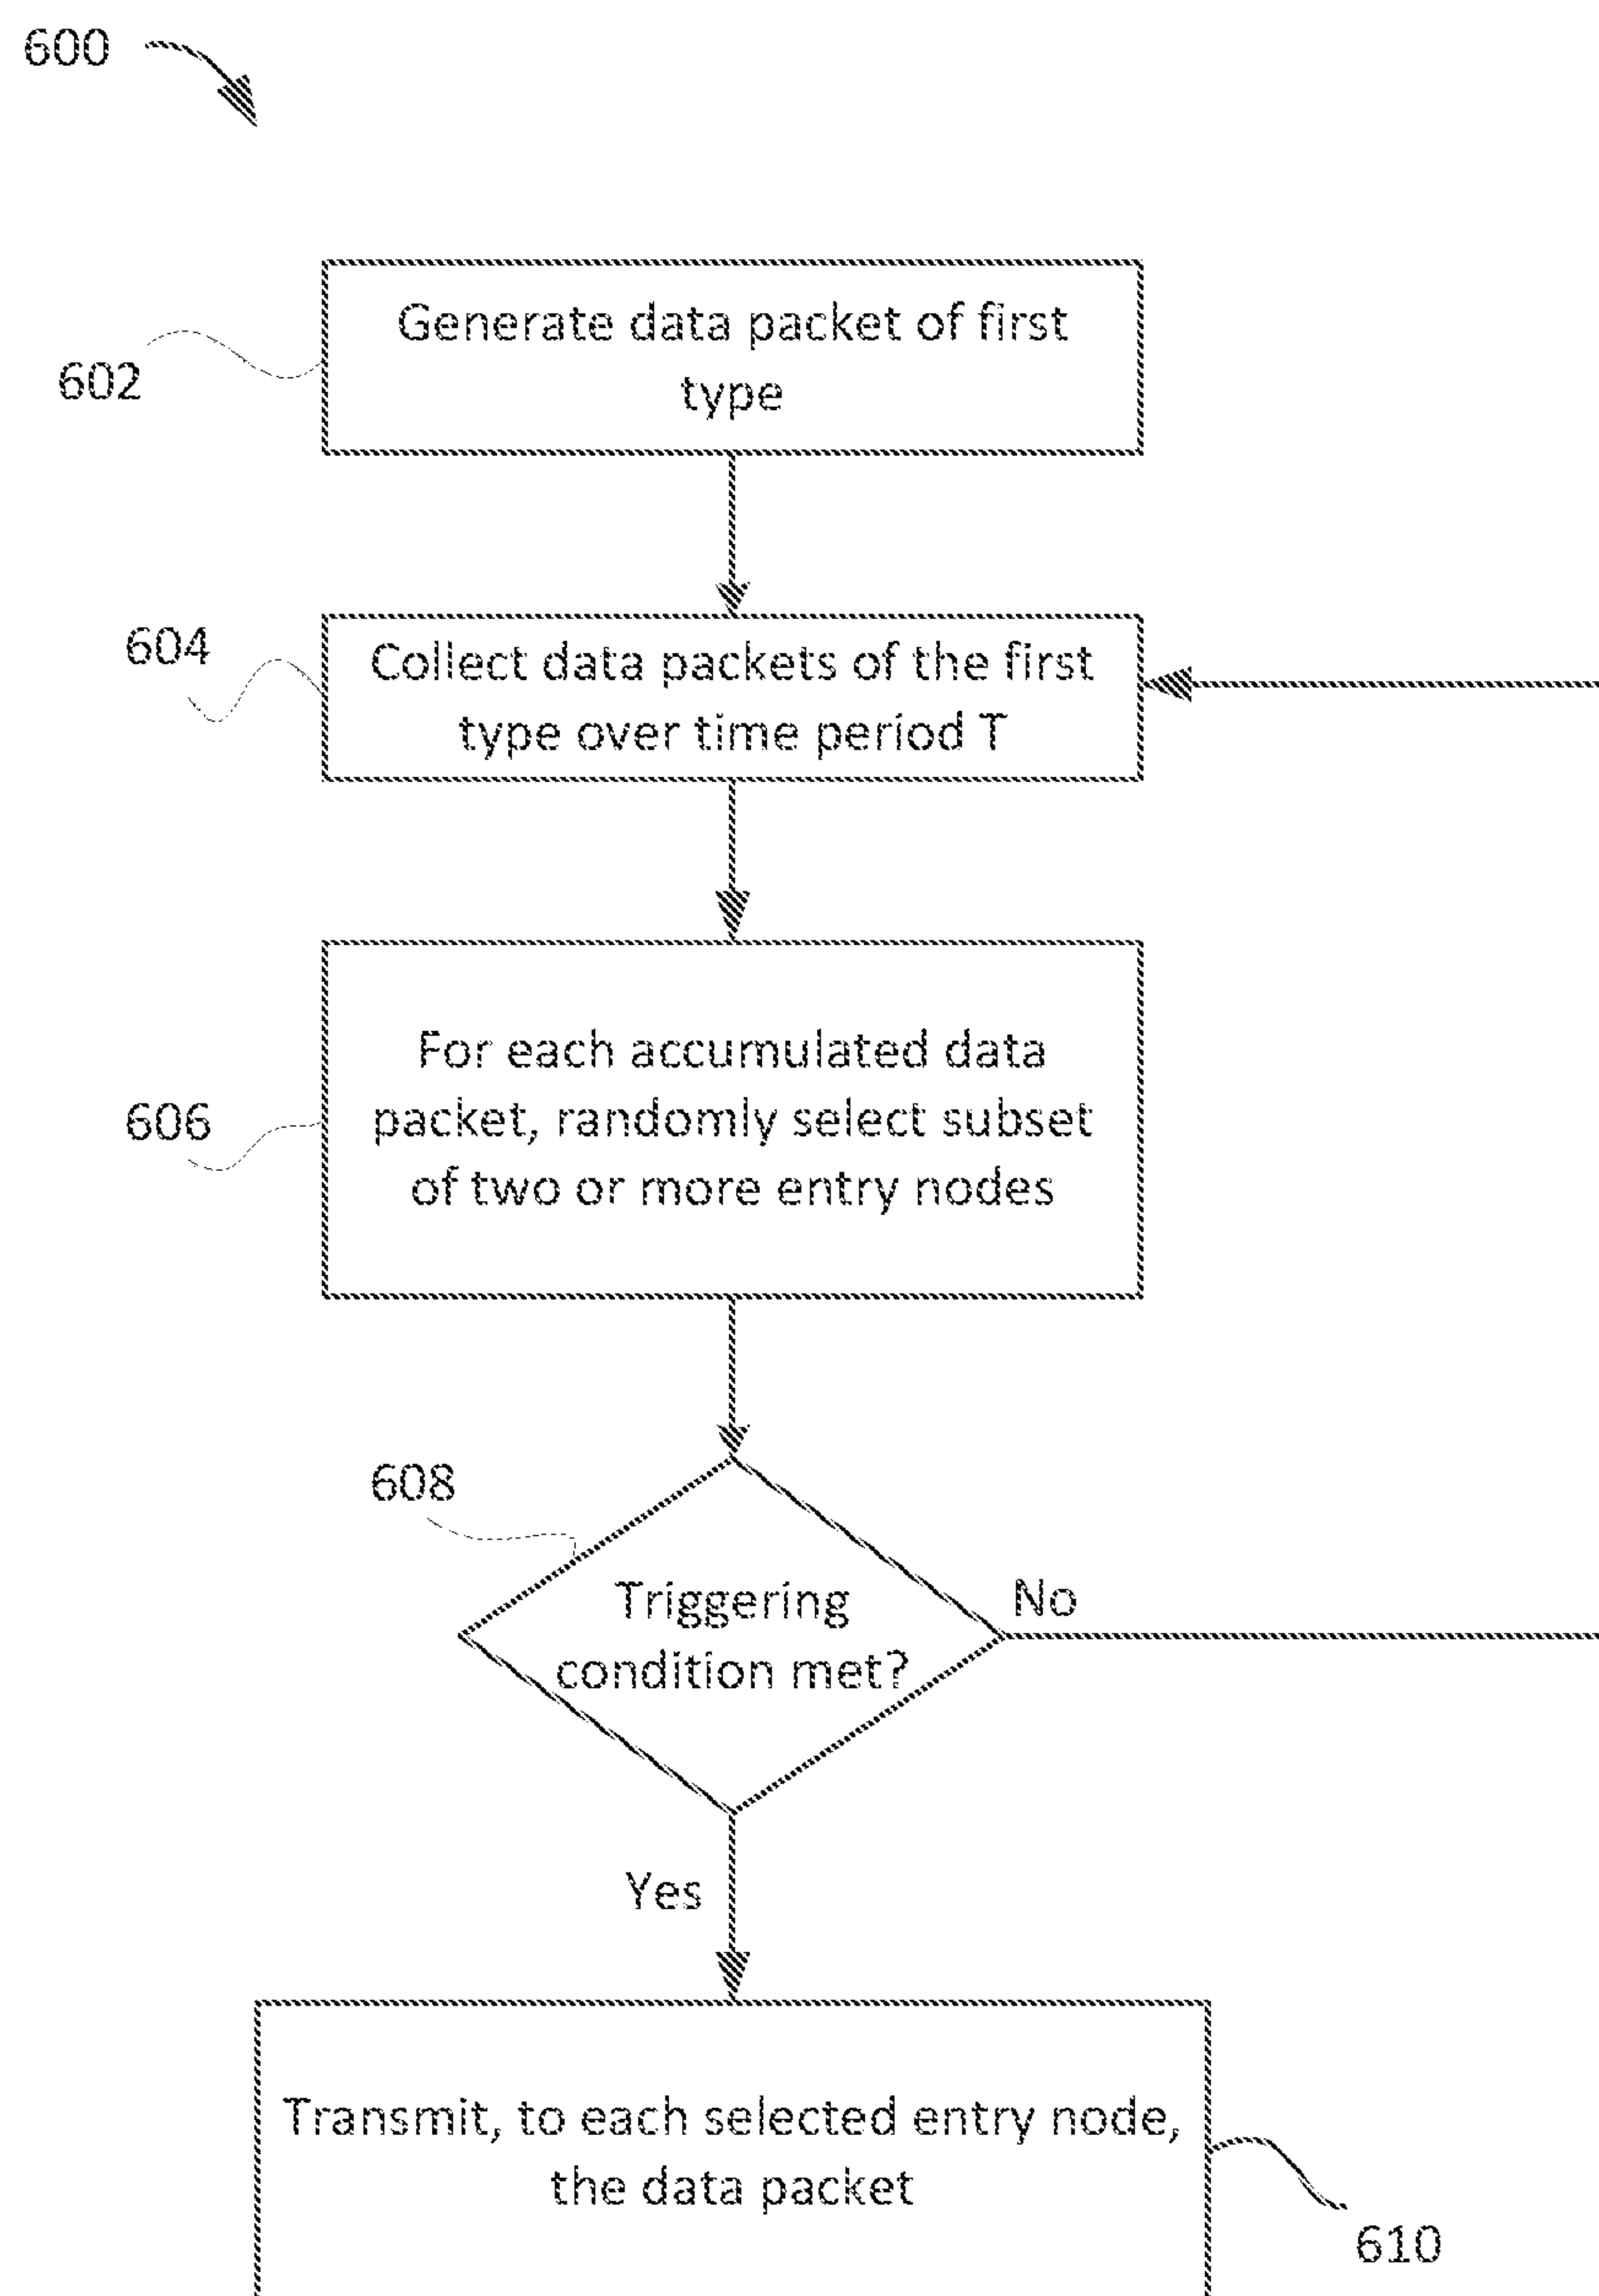 600
Generate data packet of first
type
602
604
Collect data packets of the first
type over time period T
For each accumulated data
packet, randomly select subset
of two or more entry nodes
606
608
Triggering
condition met?
No
Yes
Transmit, to each selected entry node,
the data packet
610